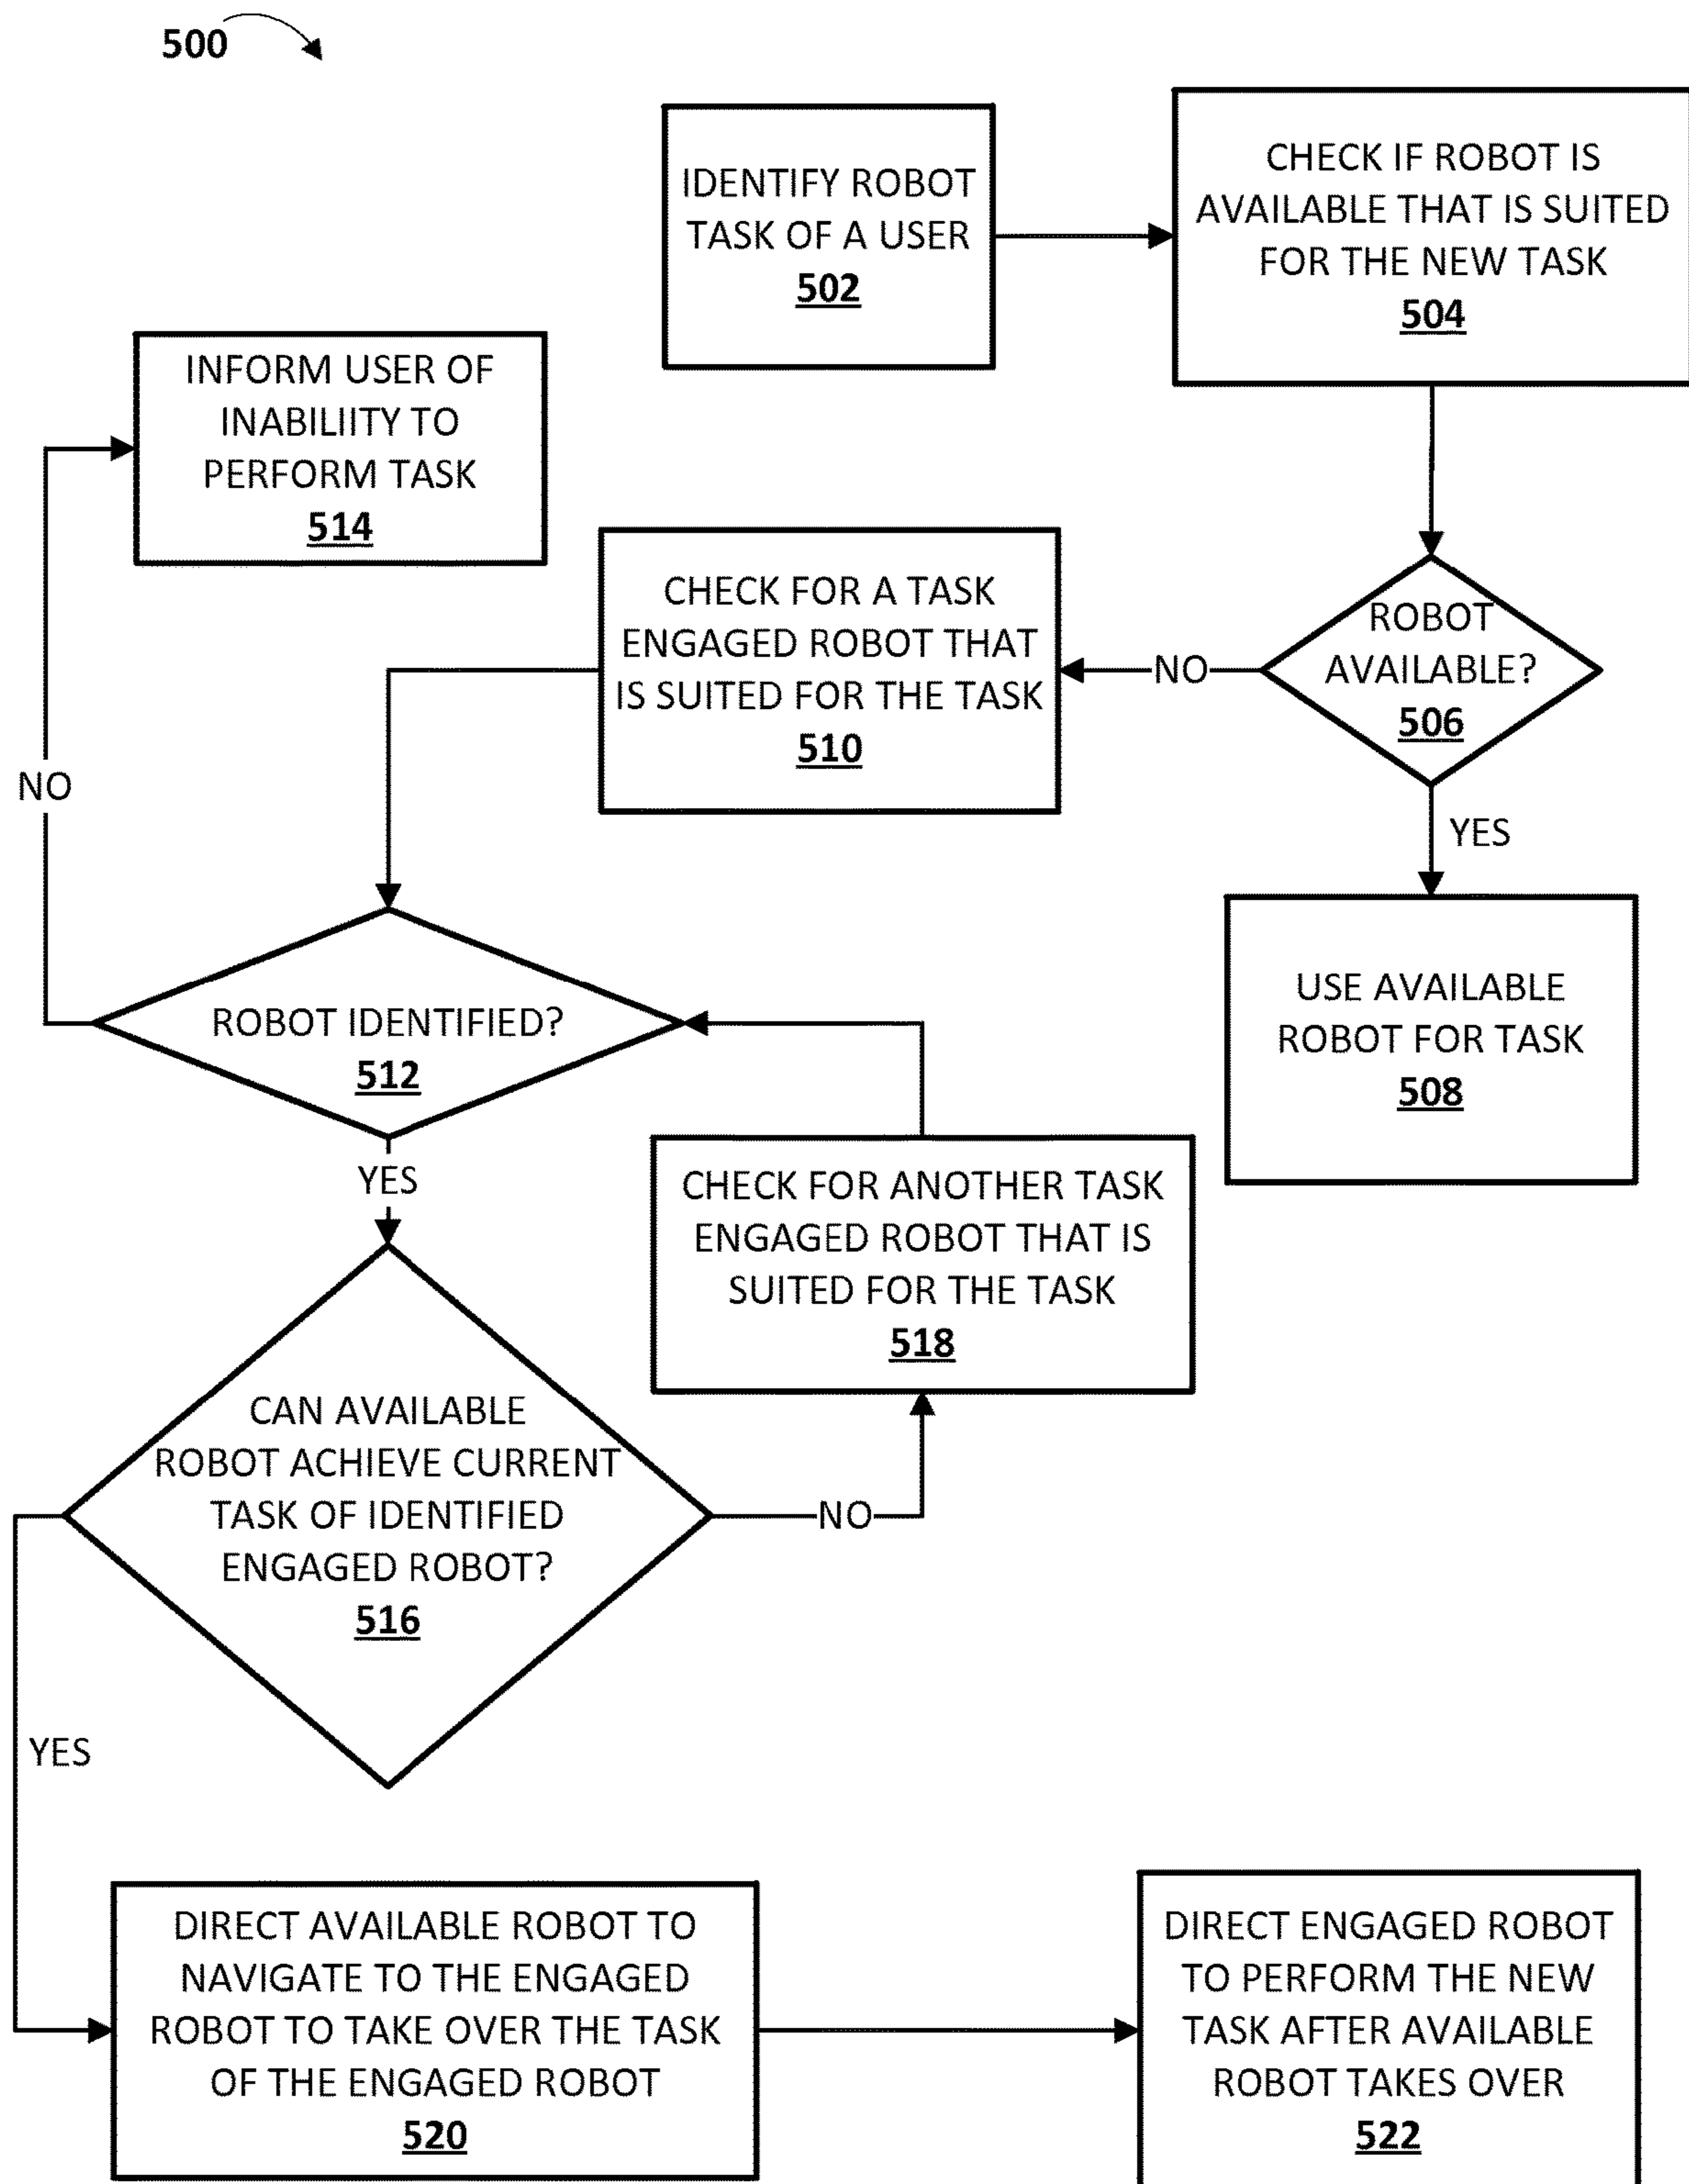 500
IDENTIFY ROBOT
TASK OF A USER
502
CHECK IF ROBOT IS
AVAILABLE THAT IS SUITED
FOR THE NEW TASK
504
ROBOT
AVAILABLE?
506
YES
USE AVAILABLE
ROBOT FOR TASK
508
NO
CHECK FOR A TASK
ENGAGED ROBOT THAT
IS SUITED FOR THE TASK
510
ROBOT IDENTIFIED?
512
NO
INFORM USER OF
INABILIITY TO
PERFORM TASK
514
YES
CAN AVAILABLE
ROBOT ACHIEVE CURRENT
TASK OF IDENTIFIED
ENGAGED ROBOT?
516
NO
CHECK FOR ANOTHER TASK
ENGAGED ROBOT THAT IS
SUITED FOR THE TASK
518
YES
DIRECT AVAILABLE ROBOT TO
NAVIGATE TO THE ENGAGED
ROBOT TO TAKE OVER THE TASK
OF THE ENGAGED ROBOT
520
DIRECT ENGAGED ROBOT
TO PERFORM THE NEW
TASK AFTER AVAILABLE
ROBOT TAKES OVER
522